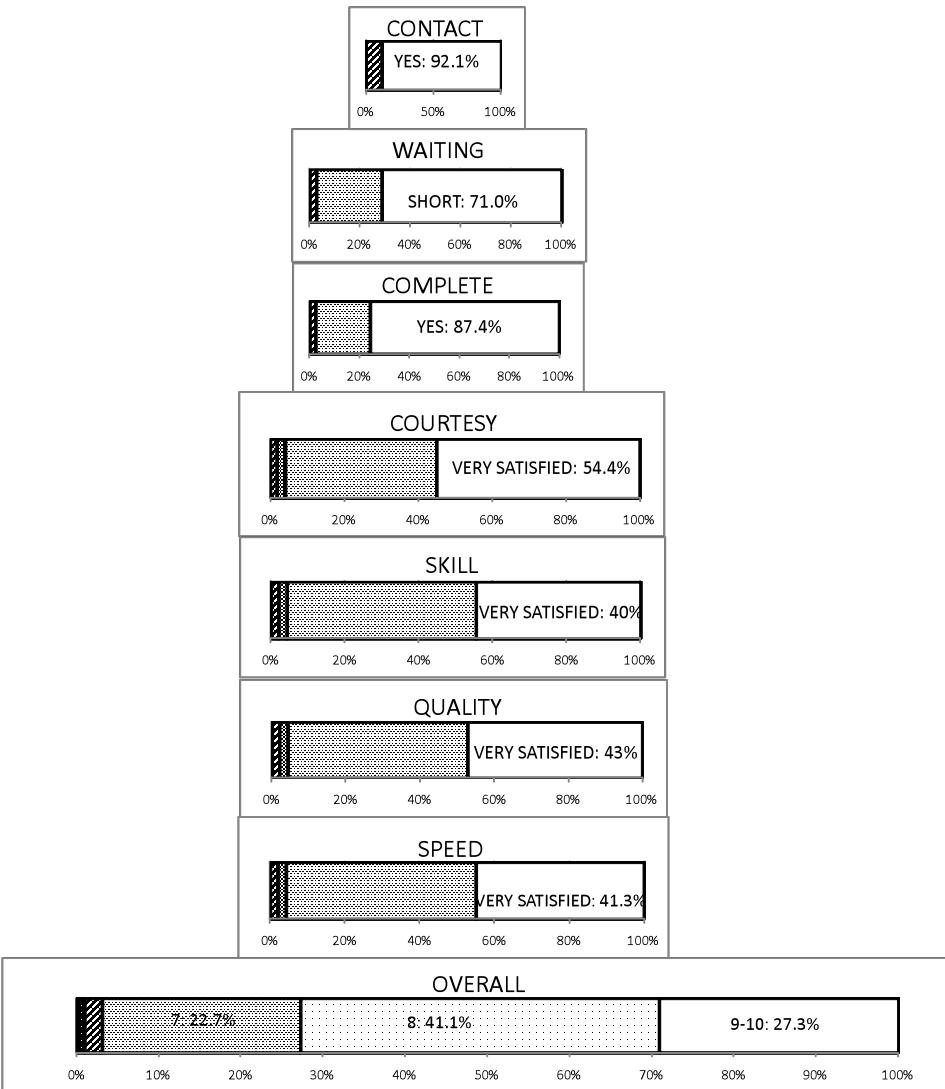 CONTACT
YES: 92.1%
0% 50% 100%
WAITING
SHORT: 71.0%
0% 20% 40% 60% 80% 100%
COMPLETE
YES: 87.4%
0% 20% 40% 60% 80% 100%
COURTESY
VERY SATISFIED: 54.4%
0% 20% 40% 60% 80% 100%
SKILL
VERY SATISFIED: 40%
0% 20% 40% 60% 80% 100%
QUALITY
VERY SATISFIED: 43%
0% 20% 40% 60% 80% 100%
SPEED
VERY SATISFIED: 41.3%
0% 20% 40% 60% 80% 100%
OVERALL
7: 22.7% 8: 41.1% 9-10: 27.3%
0% 10% 20% 30% 40% 50% 60% 70% 80% 90% 100%